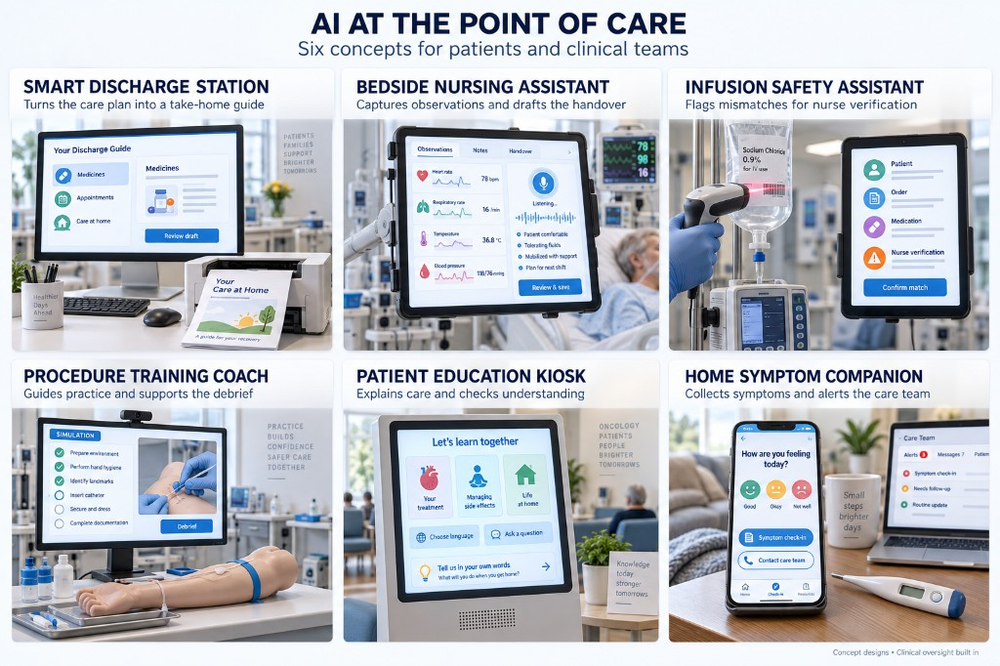 AI AT THE POINT OF CARE
Six concepts for patients and clinical teams
SMART DISCHARGE STATION
Turns the care plan into a take-home guide
PATIENTS
FAMILIES
SUPPORT
BRIGHTER
TOMORROWS
Your Discharge Guide
Medicines
Appointments
Care at home
Medicines
Review draft
Healthier
Days
Ahead
Your
Care at Home
A guide for your recovery
BEDSIDE NURSING ASSISTANT
Captures observations and drafts the handover
Observations
Notes
Handover
Heart rate
78 bpm
Respiratory rate
16 /min
Temperature
36.8 °C
Blood pressure
118/76 mmHg
Listening...
Patient comfortable
Tolerating fluids
Mobilized with support
Plan for next shift
Review & save
78
98
16
INFUSION SAFETY ASSISTANT
Flags mismatches for nurse verification
Sodium Chloride
0.9%
for IV use
Patient
Order
Medication
Nurse verification
Confirm match
PROCEDURE TRAINING COACH
Guides practice and supports the debrief
SIMULATION
Prepare environment
Perform hand hygiene
Identify landmarks
Insert catheter
Secure and dress
Complete documentation
Debrief
PRACTICE
BUILDS
CONFIDENCE
SAFER CARE
TOGETHER
PATIENT EDUCATION KIOSK
Explains care and checks understanding
Let's learn together
Your
treatment
Managing
side effects
Life
at home
Choose language
Ask a question
Tell us in your own words
What will you do when you get home?
ONCOLOGY
PATIENTS
PEOPLE
BRIGHTER
TOMORROWS
Knowledge
today
stronger
tomorrows
HOME SYMPTOM COMPANION
Collects symptoms and alerts the care team
How are you feeling
today?
Good
Okay
Not well
Symptom check-in
Contact care team
Home
Check-in
Resources
Small
steps
brighter
days
Care Team
Alerts 3
Messages 7
Patien
Symptom check-in
Needs follow-up
Routine update
Concept designs • Clinical oversight built in